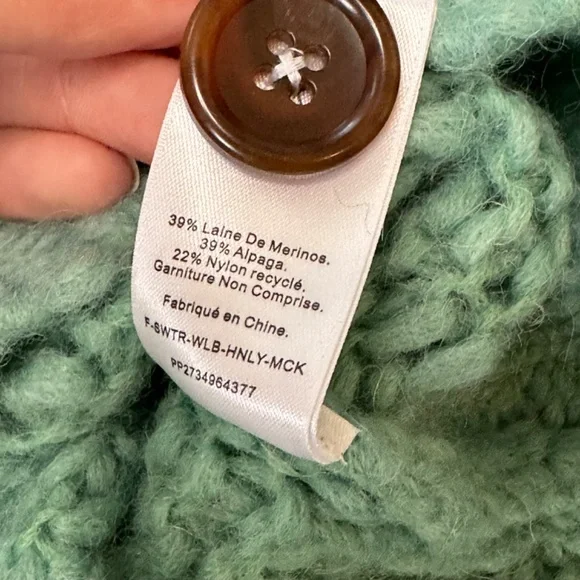 39% Laine De Merinos.
39% Alpaga.
22% Nylon recyclé.
Garniture Non Comprise.
Fabriqué en Chine.
F-SWTR-WLB-HNLY-MCK
PP2734964377